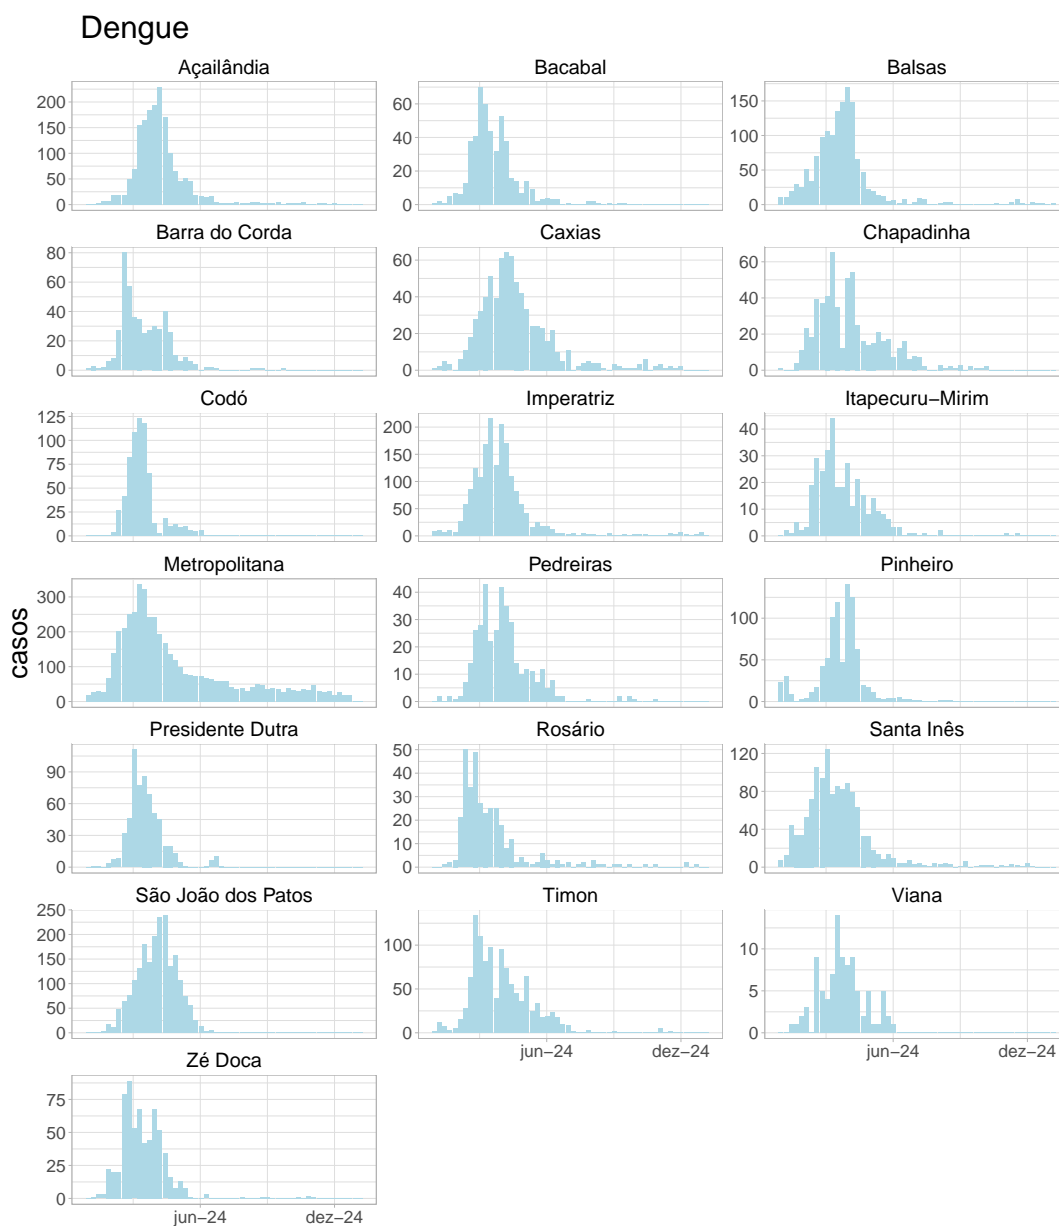 Dengue
Açailândia Bacabal Balsas
200 150 100 50 0
60 40 20 0
150 100 50 0
Barra do Corda Caxias Chapadinha
80 60 40 20 0
60 40 20 0
60 40 20 0
Codó Imperatriz Itapecuru−Mirim
125 100 75 50 25 0
200 150 100 50 0
40 30 20 10 0
Metropolitana Pedreiras Pinheiro
300 200 100 0
40 30 20 10 0
100 50 0
casos
Presidente Dutra Rosário Santa Inês
90 60 30 0
50 40 30 20 10 0
120 80 40 0
São João dos Patos Timon Viana
250 200 150 100 50 0
100 50 0
10 5 0
jun−24 dez−24 jun−24 dez−24
Zé Doca
75 50 25 0
jun−24 dez−24